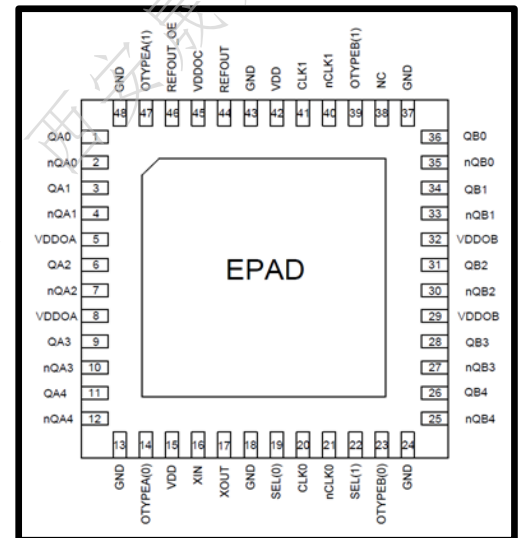 西安晟
GND OTYPEA(1) REFOUT_OE VDDOC REFOUT GND VDD CLK1 nCLK1 OTYPEB(1) NC GND
48 47 46 45 44 43 42 41 40 39 38 37
QA0 1 36 QB0
nQA0 2 35 nQB0
QA1 3 34 QB1
nQA1 4 33 nQB1
VDDOA 5 32 VDDOB
QA2 6 31 QB2
EPAD
nQA2 7 30 nQB2
VDDOA 8 29 VDDOB
QA3 9 28 QB3
nQA3 10 27 nQB3
QA4 11 26 QB4
nQA4 12 25 nQB4
13 14 15 16 17 18 19 20 21 22 23 24
GND OTYPEA(0) VDD XIN XOUT GND SEL(0) CLK0 nCLK0 SEL(1) OTYPEB(0) GND